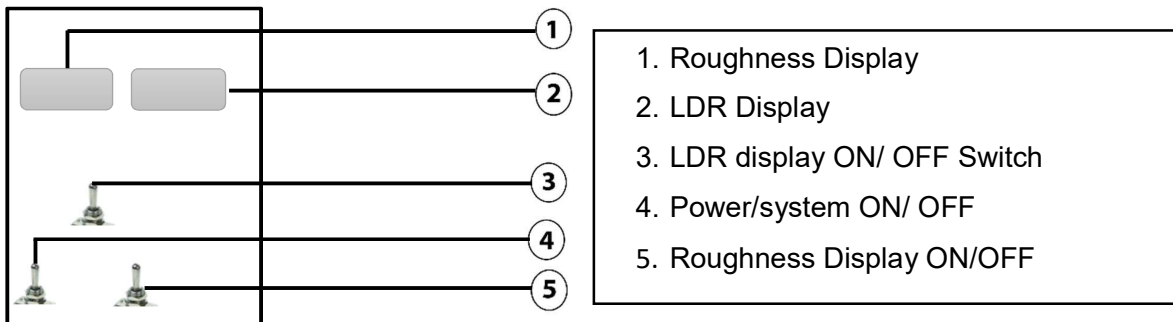 1
2
3
4
5
1. Roughness Display
2. LDR Display
3. LDR display ON/ OFF Switch
4. Power/system ON/ OFF
5. Roughness Display ON/OFF